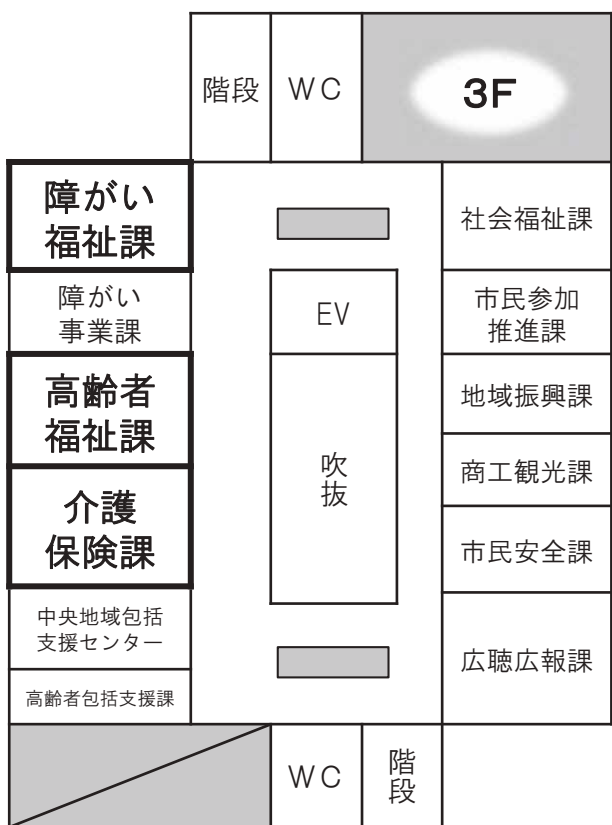 階段
WC
3F
障がい
福祉課
障がい
事業課
高齢者
福祉課
介護
保険課
中央地域包括
支援センター
高齢者包括支援課
EV
吹抜
社会福祉課
市民参加
推進課
地域振興課
商工観光課
市民安全課
広聴広報課
WC
階段